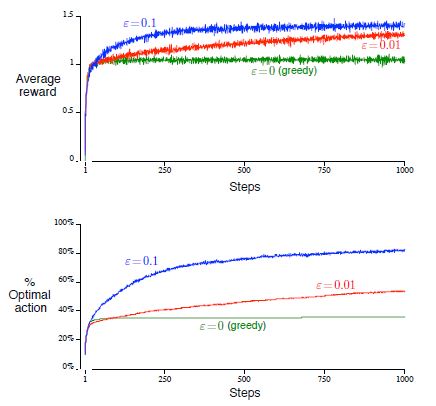 1.5
ε=0.1
ε=0.01
1
Average
reward
ε=0 (greedy)
0.5
0
1
250
500
750
1000
Steps
100%
80%
ε=0.1
%
Optimal
action
60%
ε=0.01
40%
ε=0 (greedy)
20%
0%
1
250
500
750
1000
Steps